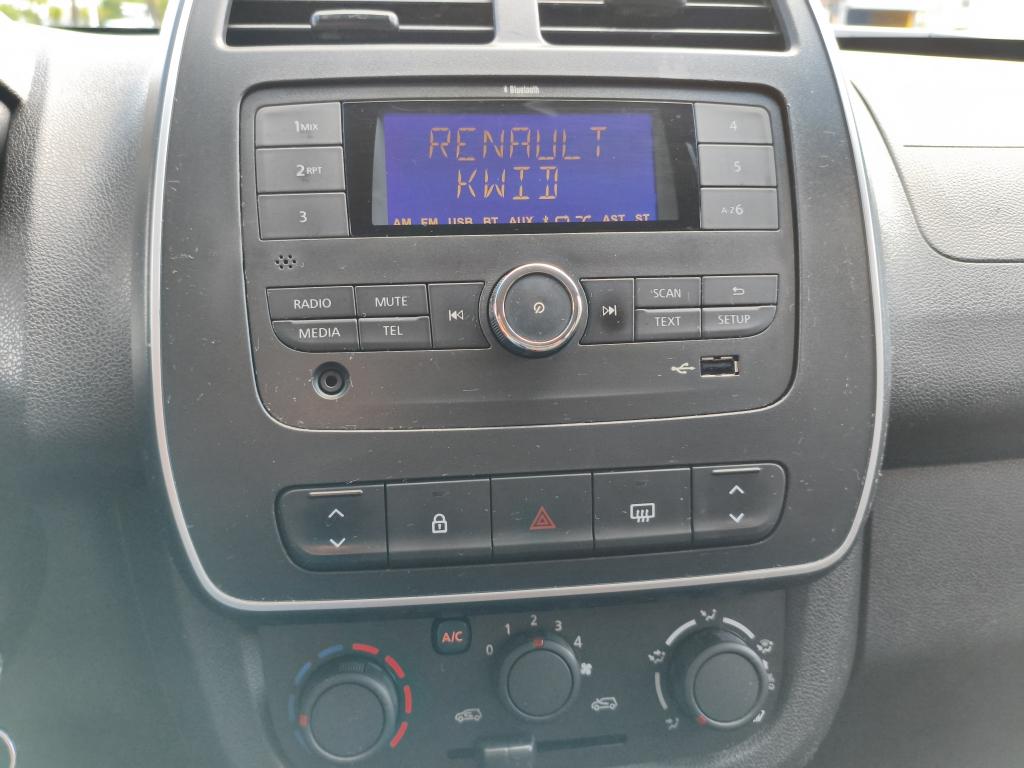 Bluetooth
1MIX
RENAULT
4
2RPT
KWID
5
3
AM FM USB BT AUX AST ST
A-Z6
RADIO
MUTE
SCAN
MEDIA
TEL
TEXT
SETUP
A/C
0 1 2 3 4